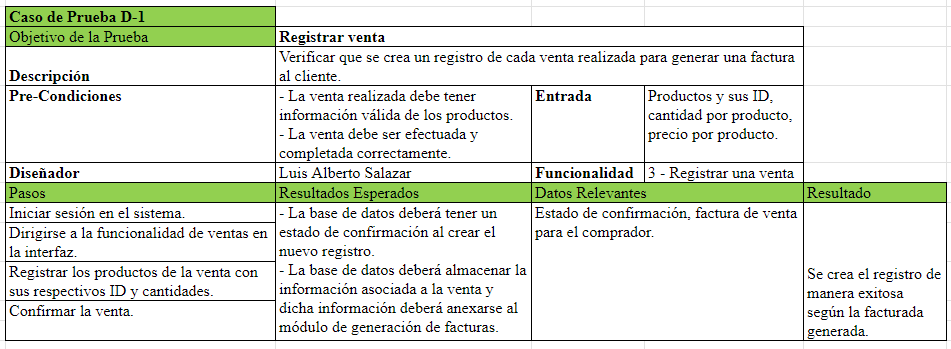 Caso de Prueba D-1
Objetivo de la Prueba
Registrar venta
Descripción
Verificar que se crea un registro de cada venta realizada para generar una factura
al cliente.
Pre-Condiciones
- La venta realizada debe tener
información válida de los productos.
- La venta debe ser efectuada y
completada correctamente.
Entrada
Productos y sus ID,
cantidad por producto,
precio por producto.
Diseñador
Luis Alberto Salazar
Funcionalidad
3 - Registrar una venta
Pasos
Resultados Esperados
Datos Relevantes
Resultado
Iniciar sesión en el sistema.
Dirigirse a la funcionalidad de ventas en
la interfaz.
Registrar los productos de la venta con
sus respectivos ID y cantidades.
Confirmar la venta.
- La base de datos deberá tener un
estado de confirmación al crear el
nuevo registro.
- La base de datos deberá almacenar la
información asociada a la venta y
dicha información deberá anexarse al
módulo de generación de facturas.
Estado de confirmación, factura de venta
para el comprador.
Se crea el registro de
manera exitosa
según la facturada
generada.